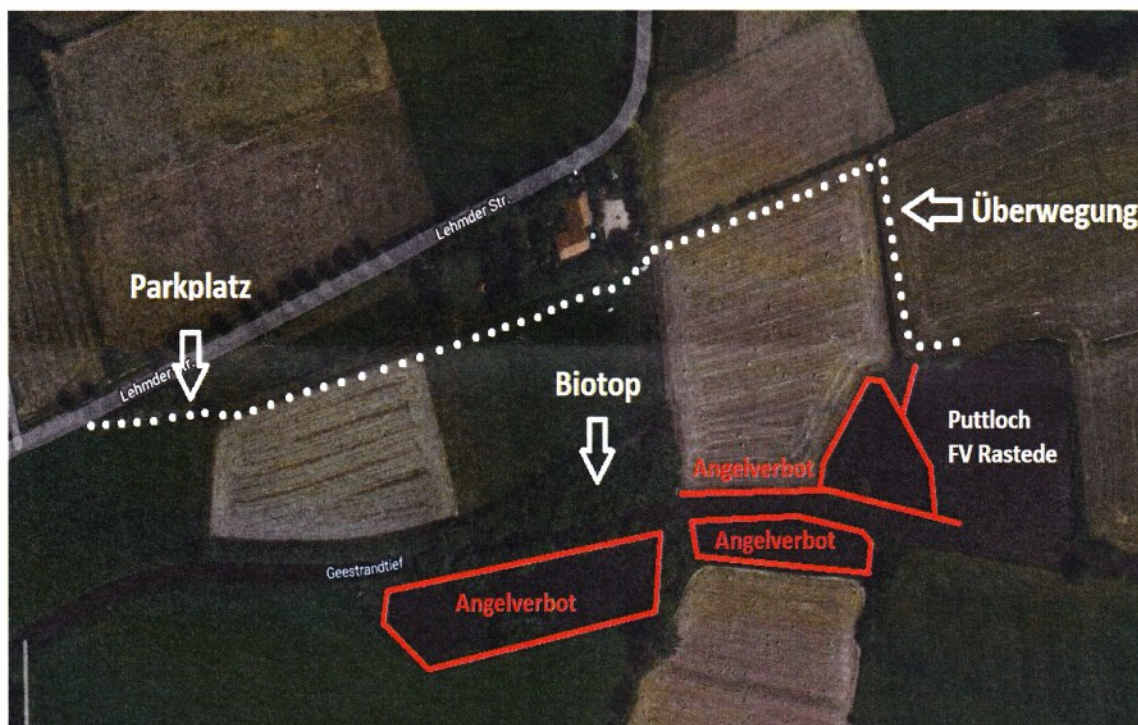 Lehmder Str.
Überwegung
Parkplatz
Lehmder Str.
Biotop
Puttloch
FV Rastede
Angelverbot
Angelverbot
Geestrandtief
Angelverbot